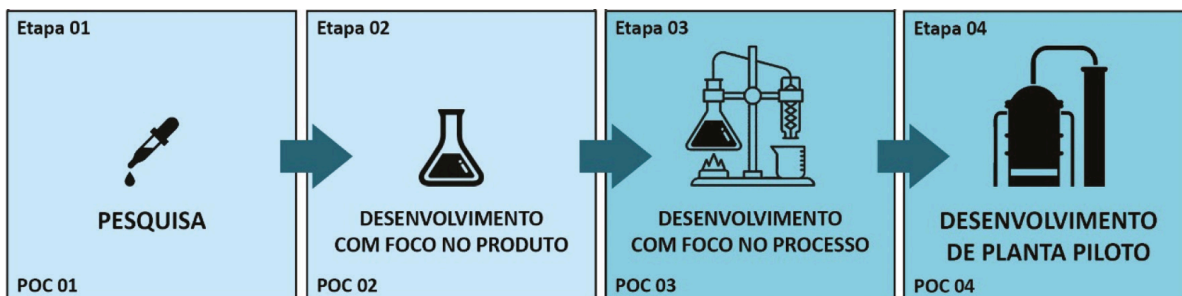 Etapa 01
PESQUISA
POC 01
Etapa 02
DESENVOLVIMENTO
COM FOCO NO PRODUTO
POC 02
Etapa 03
DESENVOLVIMENTO
COM FOCO NO PROCESSO
POC 03
Etapa 04
DESENVOLVIMENTO
DE PLANTA PILOTO
POC 04